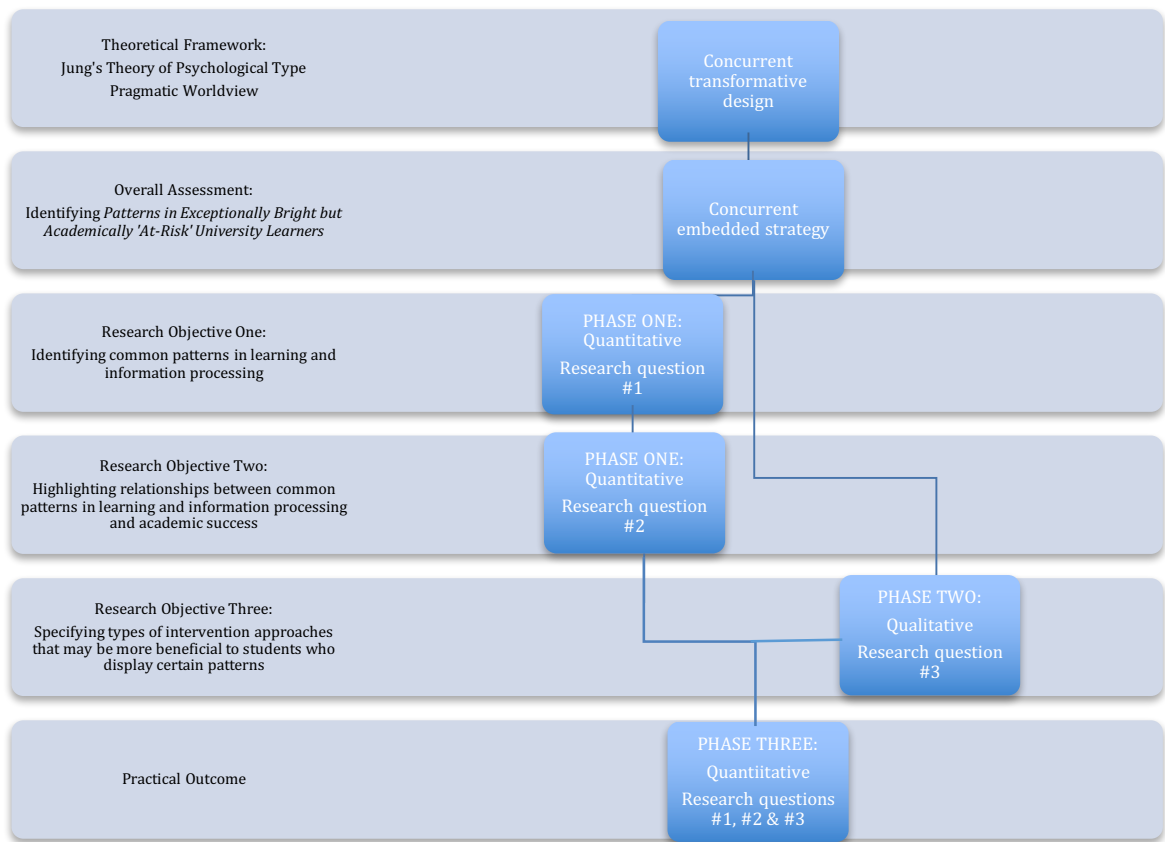 Theoretical Framework:
Jung's Theory of Psychological Type
Pragmatic Worldview
Concurrent
transformative
design
Overall Assessment:
Identifying Patterns in Exceptionally Bright but
Academically 'At-Risk' University Learners
Concurrent
embedded strategy
Research Objective One:
Identifying common patterns in learning and
information processing
PHASE ONE:
Quantitative
Research question
#1
Research Objective Two:
Highlighting relationships between common
patterns in learning and information processing
and academic success
PHASE ONE:
Quantitative
Research question
#2
Research Objective Three:
Specifying types of intervention approaches
that may be more beneficial to students who
display certain patterns
PHASE TWO:
Qualitative
Research question
#3
Practical Outcome
PHASE THREE:
Quantiitative
Research questions
#1, #2 & #3